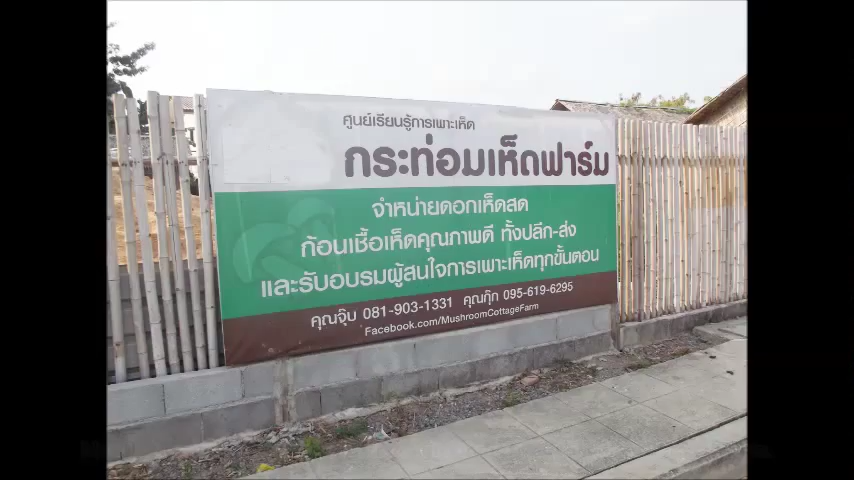 ศูนย์เรียนรู้การเพาะเห็ด
กระท่อมเห็ดฟาร์ม
จำหน่ายดอกเห็ดสด
ก้อนเชื้อเห็ดคุณภาพดี ทั้งปลีก-ส่ง
และรับอบรมผู้สนใจการเพาะเห็ดทุกขั้นตอน
คุณจุ๊บ 081-903-1331 คุณกุ๊ก 095-619-6295
Facebook.com/MushroomCottageFarm